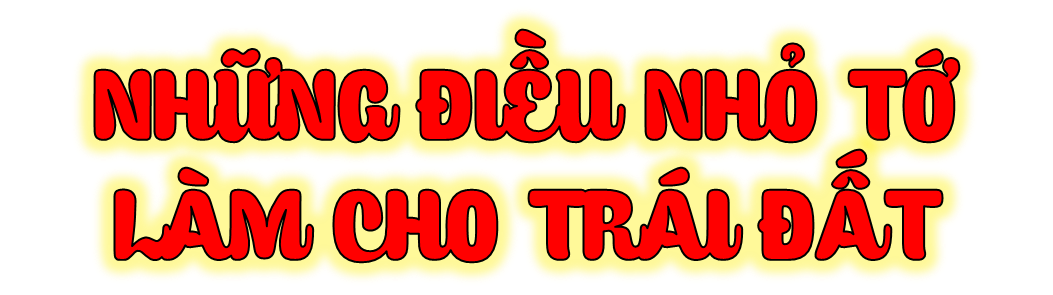 NHỮNG ĐIỀU NHỎ TỚ
LÀM CHO TRÁI ĐẤT